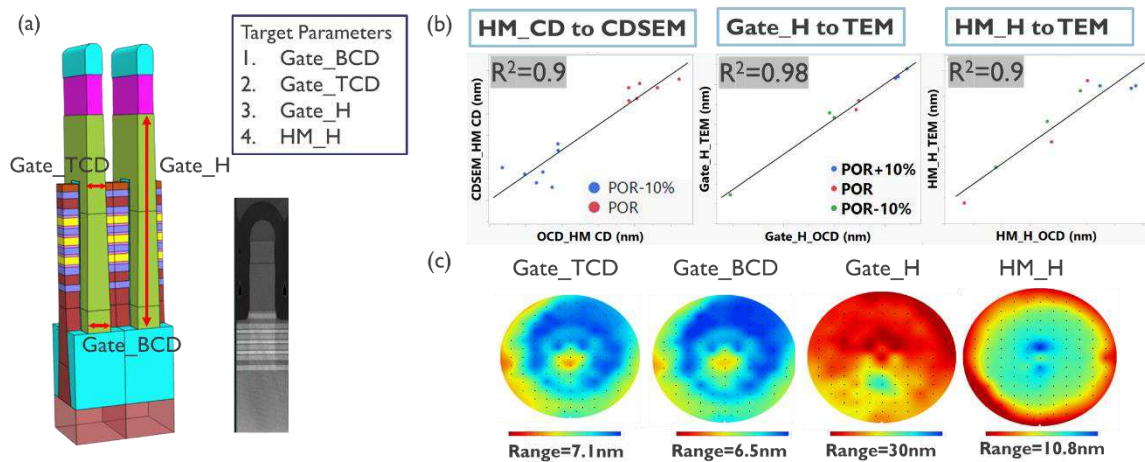 (a)
Target Parameters
1. Gate_BCD
2. Gate_TCD
3. Gate_H
4. HM_H
Gate_TCD
Gate_H
Gate_BCD
(b)
HM_CD to CDSEM
R²=0.9
CDSEM_HM CD (nm)
POR-10%
POR
OCD_HM CD (nm)
Gate_H to TEM
R²=0.98
Gate_H_TEM (nm)
POR+10%
POR
POR-10%
Gate_H_OCD (nm)
HM_H to TEM
R²=0.9
HM_H_TEM (nm)
HM_H_OCD (nm)
(c)
Gate_TCD
Gate_BCD
Gate_H
HM_H
Range=7.1nm
Range=6.5nm
Range=30nm
Range=10.8nm